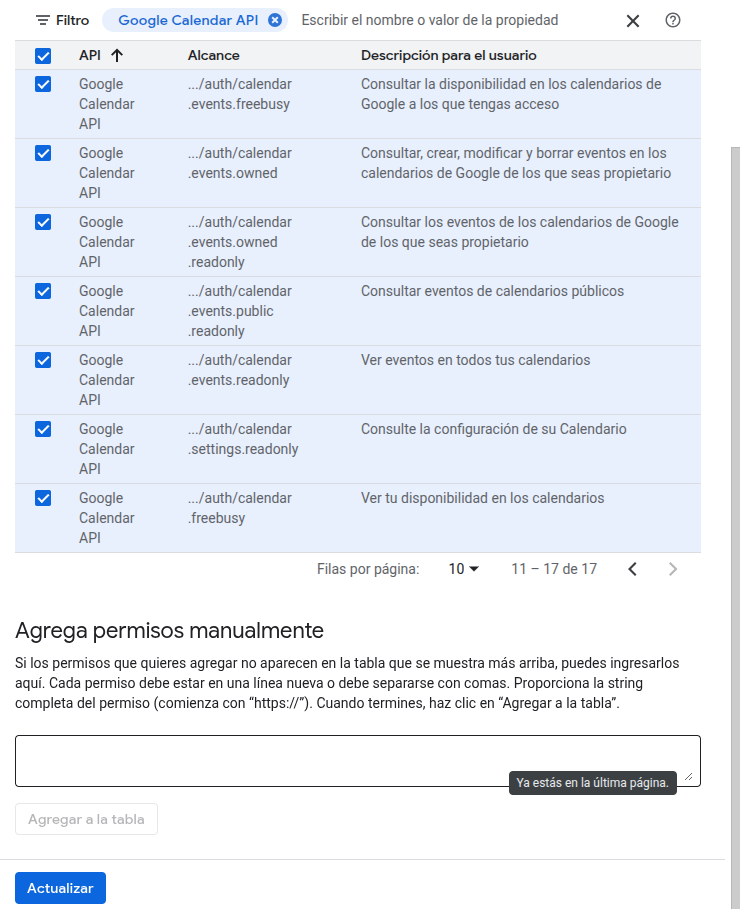 Filtro Google Calendar API Escribir el nombre o valor de la propiedad
API Alcance Descripción para el usuario
Google Calendar API
.../auth/calendar
.events.freebusy
Consultar la disponibilidad en los calendarios de
Google a los que tengas acceso
Google Calendar API
.../auth/calendar
.events.owned
Consultar, crear, modificar y borrar eventos en los
calendarios de Google de los que seas propietario
Google Calendar API
.../auth/calendar
.events.owned
.readonly
Consultar los eventos de los calendarios de Google
de los que seas propietario
Google Calendar API
.../auth/calendar
.events.public
.readonly
Consultar eventos de calendarios públicos
Google Calendar API
.../auth/calendar
.events.readonly
Ver eventos en todos tus calendarios
Google Calendar API
.../auth/calendar
.settings.readonly
Consulte la configuración de su Calendario
Google Calendar API
.../auth/calendar
.freebusy
Ver tu disponibilidad en los calendarios
Filas por página: 10 11 – 17 de 17
Agrega permisos manualmente
Si los permisos que quieres agregar no aparecen en la tabla que se muestra más arriba, puedes ingresarlos
aquí. Cada permiso debe estar en una línea nueva o debe separarse con comas. Proporciona la string
completa del permiso (comienza con “https://”). Cuando termines, haz clic en “Agregar a la tabla”.
Ya estás en la última página.
Agregar a la tabla
Actualizar